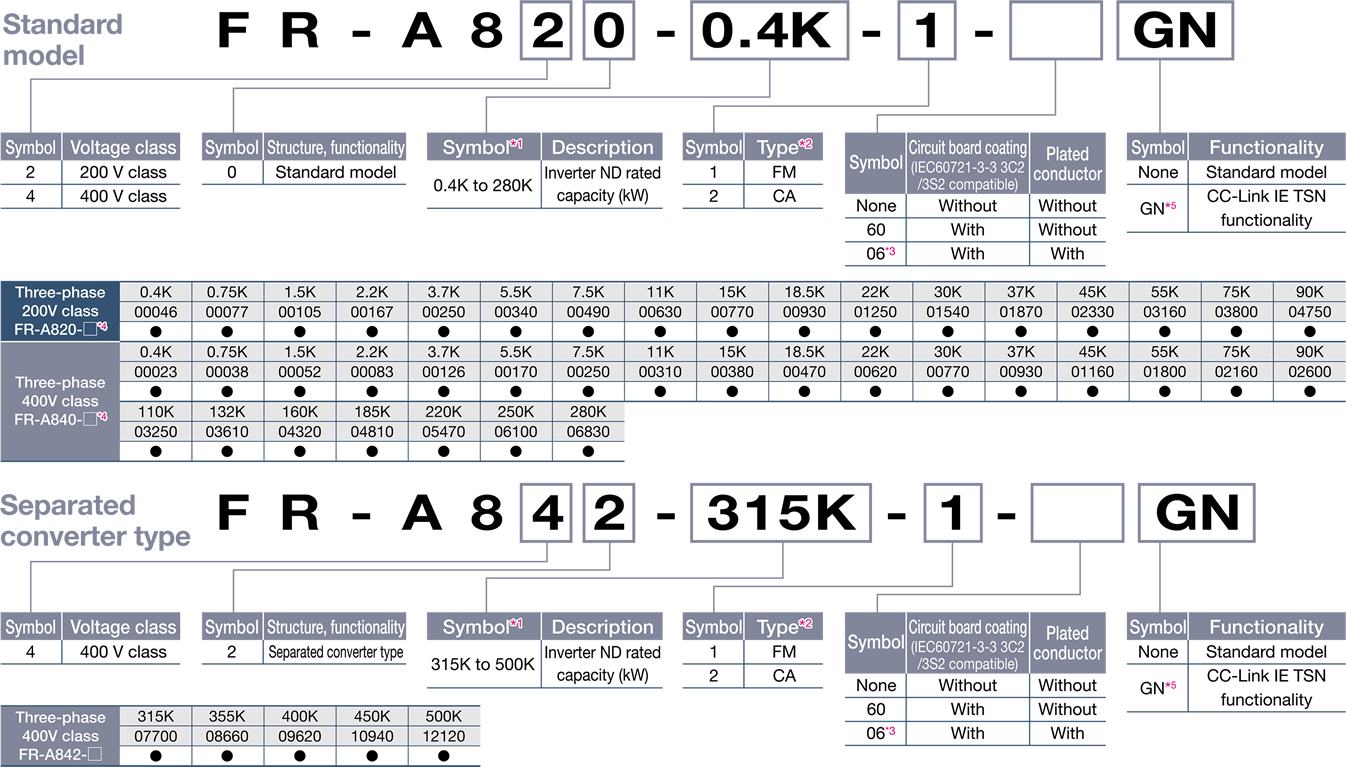 Standard model
F R - A 8 2 0 - 0.4K - 1 - GN
Symbol Voltage class
2 200 V class
4 400 V class
Symbol Structure, functionality
0 Standard model
Symbol*1 Description
0.4K to 280K Inverter ND rated capacity (kW)
Symbol Type*2
1 FM
2 CA
Symbol Circuit board coating (IEC60721-3-3 3C2 /3S2 compatible) Plated conductor
None Without Without
60 With Without
06*3 With With
Symbol Functionality
None Standard model
GN*5 CC-Link IE TSN functionality
Three-phase 200V class FR-A820-□*4
0.4K 0.75K 1.5K 2.2K 3.7K 5.5K 7.5K 11K 15K 18.5K 22K 30K 37K 45K 55K 75K 90K
00046 00077 00105 00167 00250 00340 00490 00630 00770 00930 01250 01540 01870 02330 03160 03800 04750
● ● ● ● ● ● ● ● ● ● ● ● ● ● ● ● ●
Three-phase 400V class FR-A840-□*4
0.4K 0.75K 1.5K 2.2K 3.7K 5.5K 7.5K 11K 15K 18.5K 22K 30K 37K 45K 55K 75K 90K
00023 00038 00052 00083 00126 00170 00250 00310 00380 00470 00620 00770 00930 01160 01800 02160 02600
● ● ● ● ● ● ● ● ● ● ● ● ● ● ● ● ●
110K 132K 160K 185K 220K 250K 280K
03250 03610 04320 04810 05470 06100 06830
● ● ● ● ● ● ●
Separated converter type
F R - A 8 4 2 - 315K - 1 - GN
Symbol Voltage class
4 400 V class
Symbol Structure, functionality
2 Separated converter type
Symbol*1 Description
315K to 500K Inverter ND rated capacity (kW)
Symbol Type*2
1 FM
2 CA
Symbol Circuit board coating (IEC60721-3-3 3C2 /3S2 compatible) Plated conductor
None Without Without
60 With Without
06*3 With With
Symbol Functionality
None Standard model
GN*5 CC-Link IE TSN functionality
Three-phase 400V class FR-A842-□
315K 355K 400K 450K 500K
07700 08660 09620 10940 12120
● ● ● ● ●